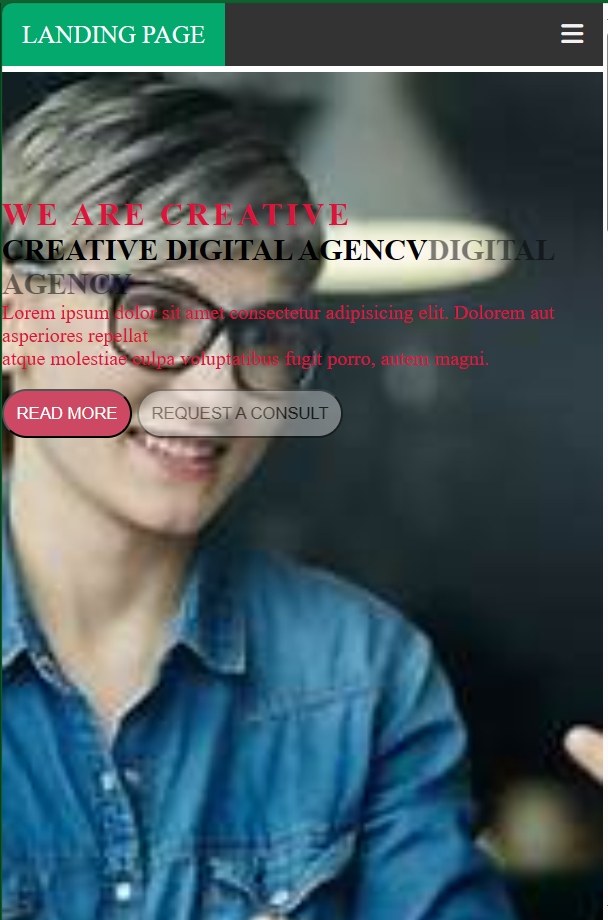 LANDING PAGE
WE ARE CREATIVE
CREATIVE DIGITAL AGENCVDIGITAL
AGENCY
Lorem ipsum dolor sit amet consectetur adipisicing elit. Dolorem aut
asperiores repellat
atque molestiae culpa voluptatibus fugit porro, autem magni.
READ MORE REQUEST A CONSULT